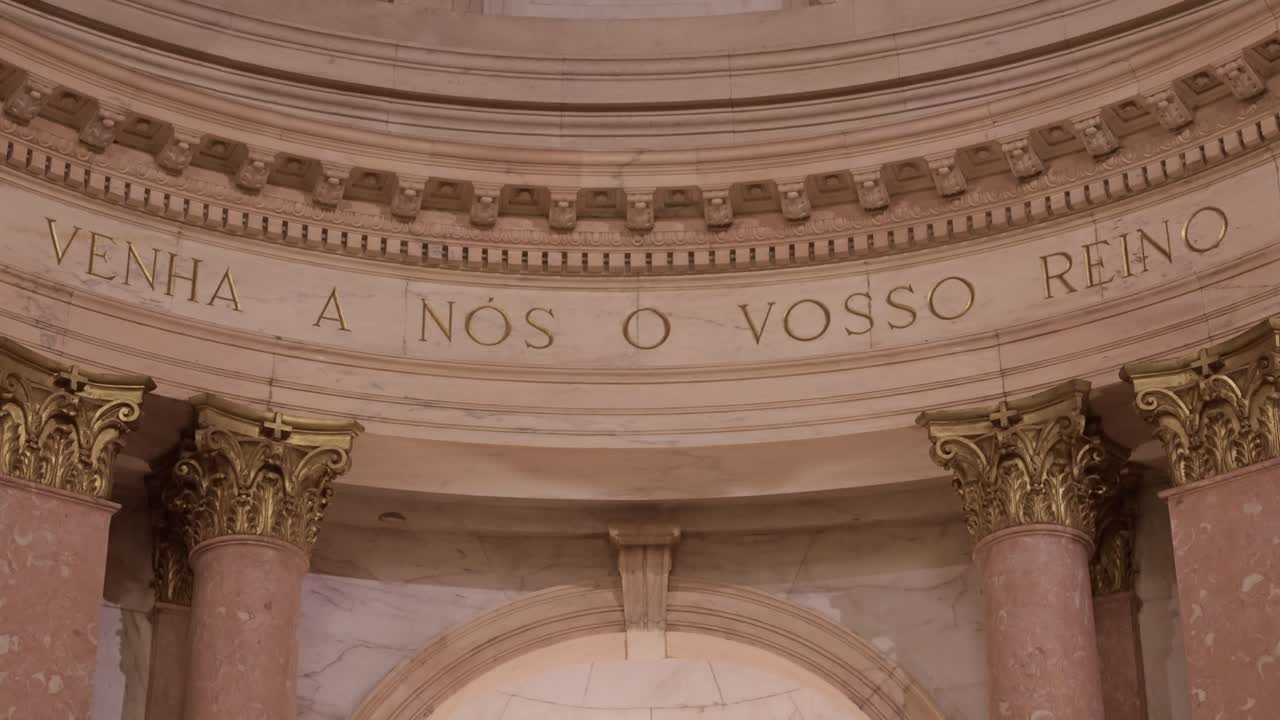 VENHA A NÓS O VOSSO REINO